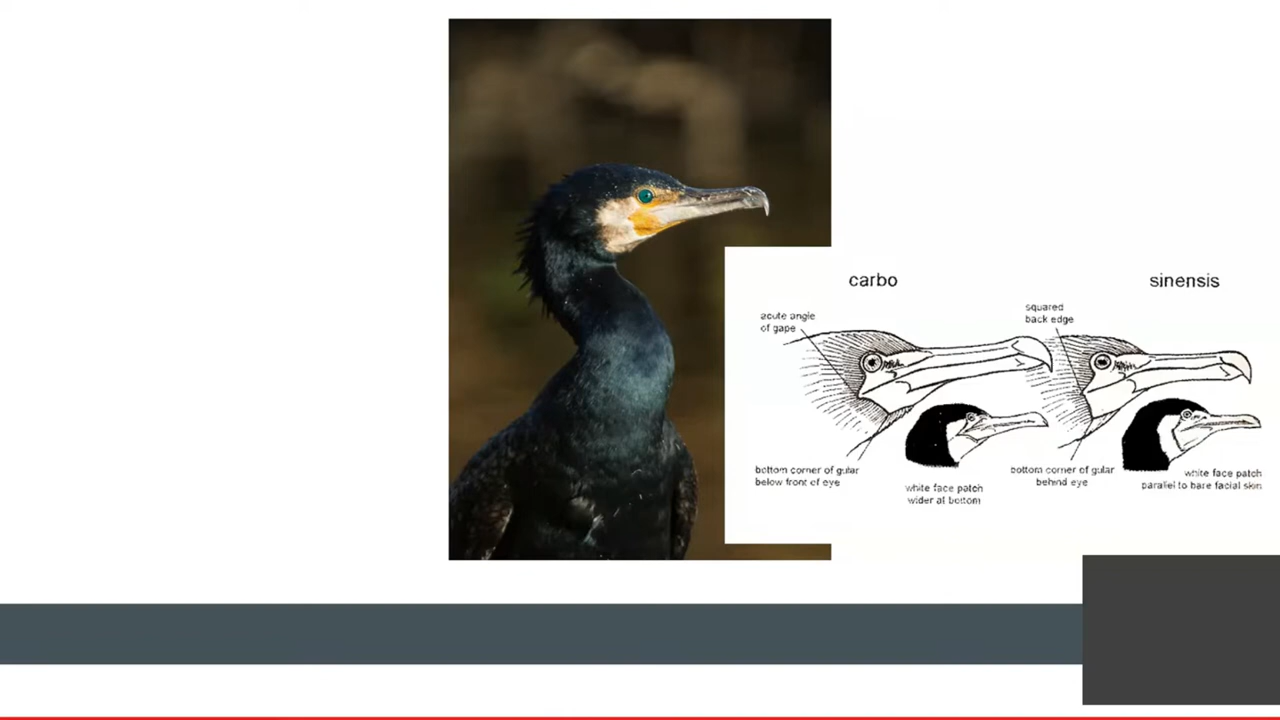 carbo
sinensis
acute angle
of gape
squared
back edge
bottom corner of gular
below front of eye
white face patch
wider at bottom
bottom corner of gular
behind eye
white face patch
parallel to bare facial skin